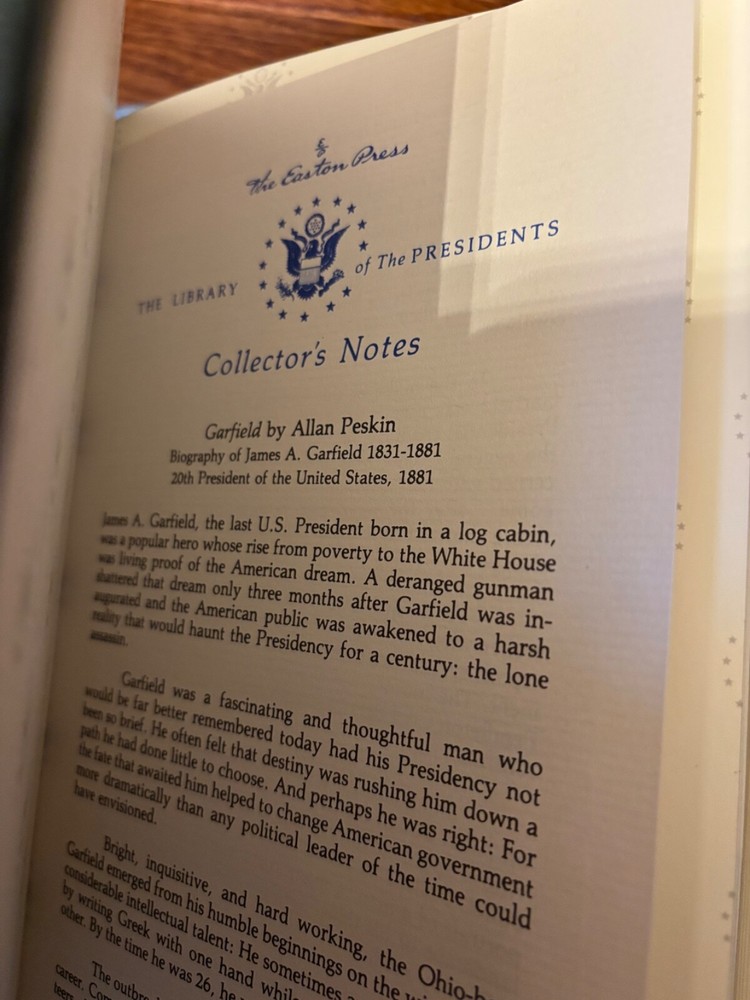 The Easton Press
THE LIBRARY of The PRESIDENTS
Collector's Notes
Garfield by Allan Peskin
Biography of James A. Garfield 1831-1881
20th President of the United States, 1881
James A. Garfield, the last U.S. President born in a log cabin,
was a popular hero whose rise from poverty to the White House
was living proof of the American dream. A deranged gunman
shattered that dream only three months after Garfield was in-
augurated and the American public was awakened to a harsh
reality that would haunt the Presidency for a century: the lone
assassin.
Garfield was a fascinating and thoughtful man who
would be far better remembered today had his Presidency not
been so brief. He often felt that destiny was rushing him down a
path he had done little to choose. And perhaps he was right: For
the fate that awaited him helped to change American government
more dramatically than any political leader of the time could
have envisioned.
Bright, inquisitive, and hard working, the Ohio-b
Garfield emerged from his humble beginnings on the
considerable intellectual talent: He sometimes
by writing Greek with one hand while
other. By the time he was 26, he
The outbre
career. Com